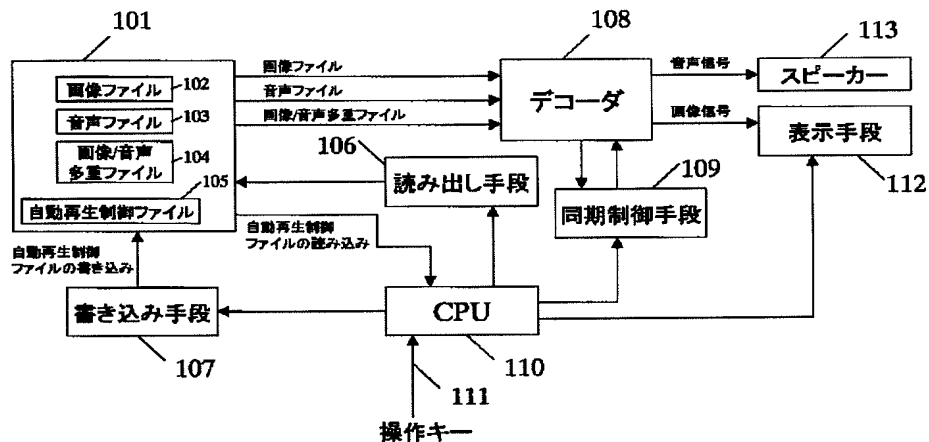 101
画像ファイル
102
音声ファイル
103
画像/音声
多重ファイル
104
自動再生制御ファイル
105
画像ファイル
音声ファイル
画像/音声多重ファイル
108
デコーダ
音声信号
画像信号
113
スピーカー
表示手段
112
106
読み出し手段
109
同期制御手段
自動再生制御
ファイルの書き込み
自動再生制御
ファイルの読み込み
書き込み手段
107
CPU
110
111
操作キー